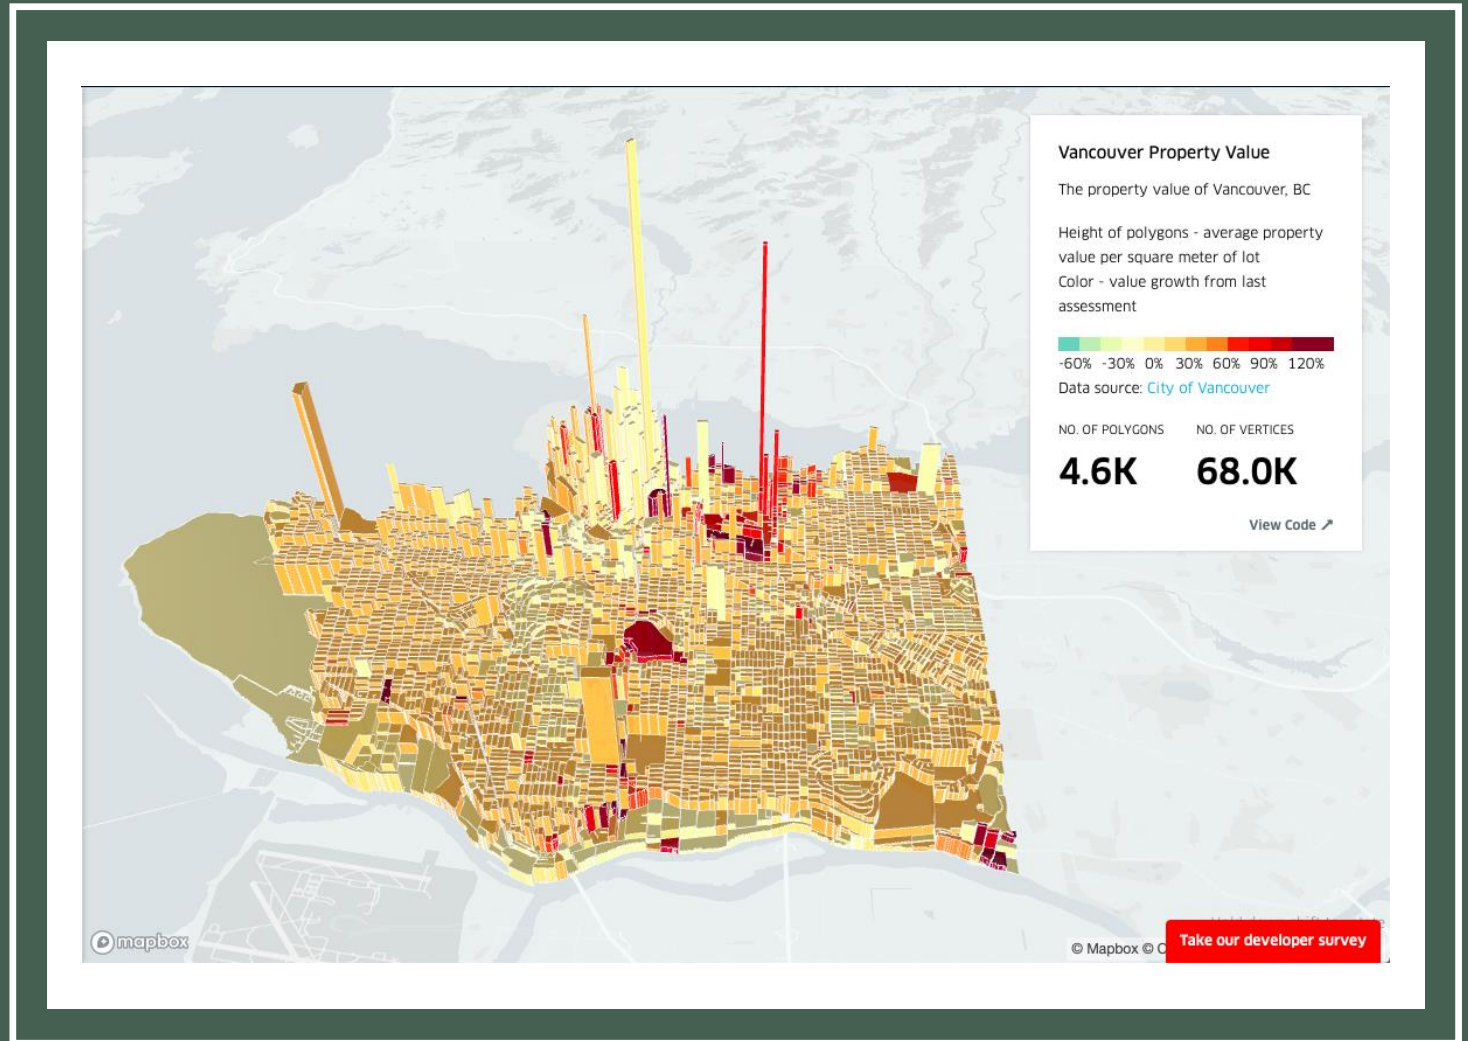 Vancouver Property Value
The property value of Vancouver, BC
Height of polygons - average property
value per square meter of lot
Color - value growth from last
assessment
-60% -30% 0% 30% 60% 90% 120%
Data source: City of Vancouver
NO. OF POLYGONS NO. OF VERTICES
4.6K 68.0K
View Code ↗
mapbox
© Mapbox ©
Take our developer survey